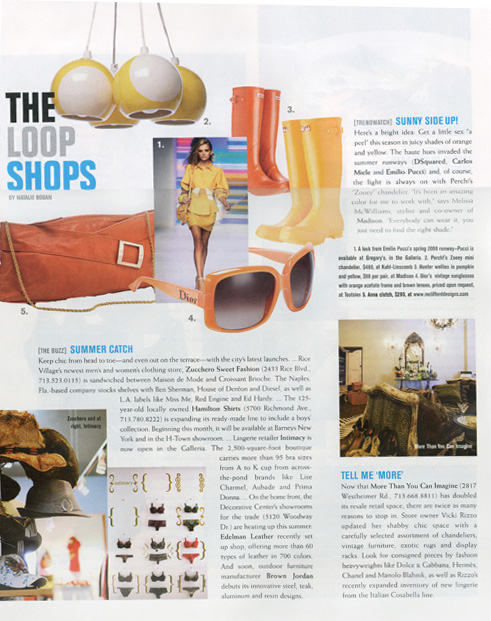 THE
LOOP
SHOPS
BY NATALIE BOGAN
1.
2.
3.
4.
5.
Dior
[TRENDWATCH] SUNNY SIDE UP!
Here's a bright idea: Get a little sex "a
peel" this season in juicy shades of orange
and yellow. The haute hues invaded the
summer runways (DSquared, Carlos
Miele and Emilio Pucci) and, of course,
the light is always on with Perch's
"Zooey" chandelier. "It's been an amazing
color for me to work with," says Melissa
McWilliams, stylist and co-owner of
Madison. "Everybody can wear it, you
just need to find the right shade."
1. A look from Emilio Pucci's spring 2008 runway–Pucci is
available at Gregory's, in the Galleria. 2. Perch!'s Zooey mini
chandelier, $480, at Kuhl-Linscomb 3. Hunter wellies in pumpkin
and yellow, $98 per pair, at Madison 4. Dior's vintage sunglasses
with orange acetate frame and brown lenses, priced upon request,
at Tootsies 5. Anna clutch, $295, at www.melliffordesigns.com
[THE BUZZ] SUMMER CATCH
Keep chic from head to toe—and even out on the terrace—with the city's latest launches. ... Rice
Village's newest men's and women's clothing store, Zucchero Sweet Fashion (2433 Rice Blvd.,
713.523.0115) is sandwiched between Maison de Mode and Croissant Brioche. The Naples,
Fla.-based company stocks shelves with Ben Sherman, House of Deréon and Diesel, as well as
L.A. labels like Miss Me, Red Engine and Ed Hardy. ... The 125-
year-old locally owned Hamilton Shirts (5700 Richmond Ave.,
713.780.8222) is expanding its ready-made line to include a boys'
collection. Beginning this month, it will be available at Barneys New
York and in the H-Town showroom. ... Lingerie retailer Intimacy is
now open in the Galleria. The 2,500-square-foot boutique
carries more than 95 bra sizes
from A to K cup from across-
the-pond brands like Lise
Charmel, Aubade and Prima
Donna. ... On the home front, the
Decorative Center's showrooms
for the trade (5120 Woodway
Dr.) are heating up this summer.
Edelman Leather recently set
up shop, offering more than 60
types of leather in 700 colors.
And soon, outdoor furniture
manufacturer Brown Jordan
debuts its innovative steel, teak,
aluminum and resin designs.
Zucchero and at
right, Intimacy
More Than You Can Imagine
TELL ME 'MORE'
Now that More Than You Can Imagine (2817
Westheimer Rd., 713.668.8811) has doubled
its resale retail space, there are twice as many
reasons to stop in. Store owner Vicki Rizzo
updated her shabby chic space with a
carefully selected assortment of chandeliers,
vintage furniture, exotic rugs and display
racks. Look for consigned pieces by fashion
heavyweights like Dolce & Gabbana, Hermès,
Chanel and Manolo Blahnik, as well as Rizzo's
recently expanded inventory of new lingerie
from the Italian Cosabella line.